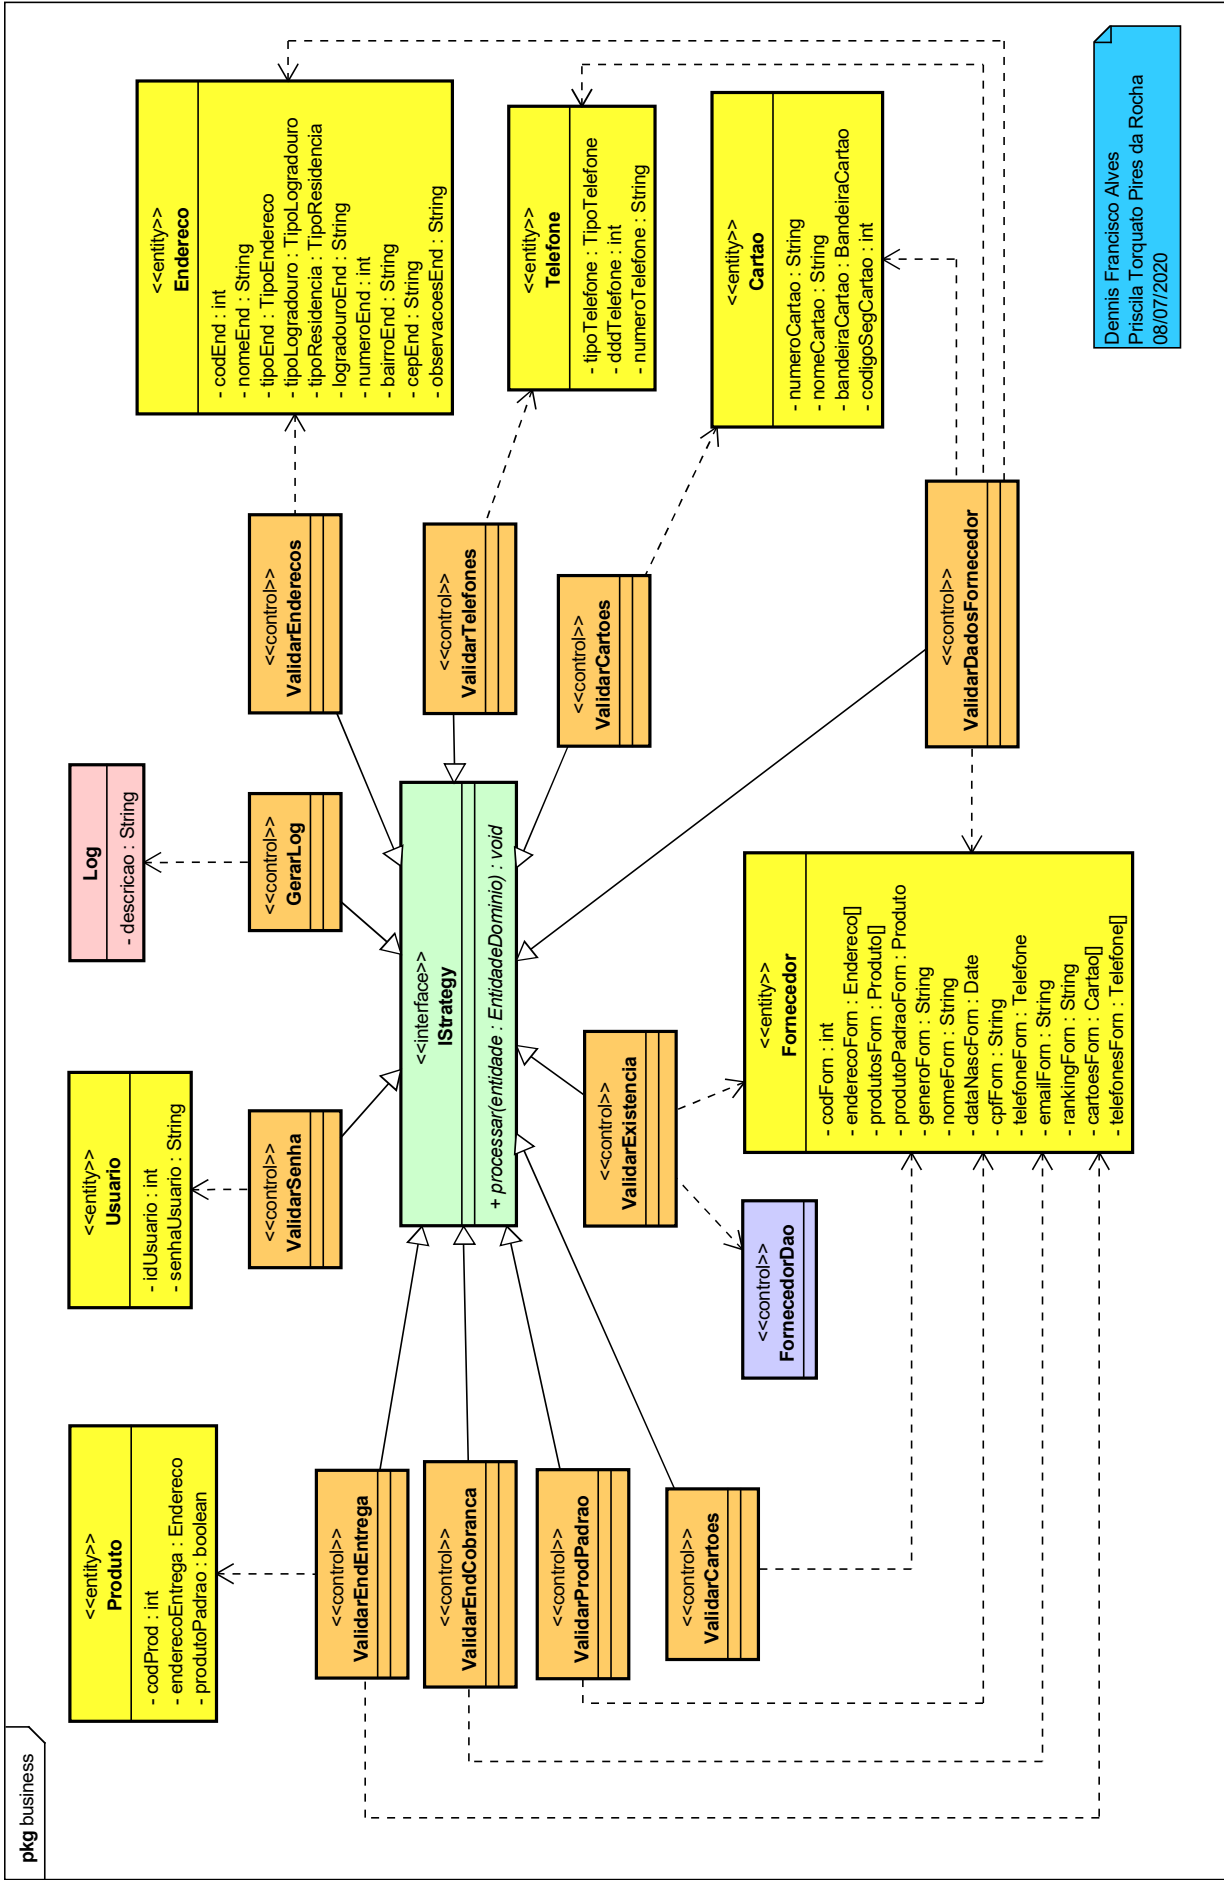 pkg business
<<entity>>
Produto
- codProd : int
- enderecoEntrega : Endereco
- produtoPadrao : boolean
<<entity>>
Usuario
- idUsuario : int
- senhaUsuario : String
Log
- descricao : String
<<entity>>
Endereco
- codEnd : int
- nomeEnd : String
- tipoEnd : TipoEndereco
- tipoLogradouro : TipoLogradouro
- tipoResidencia : TipoResidencia
- logradouroEnd : String
- numeroEnd : int
- bairroEnd : String
- cepEnd : String
- observacoesEnd : String
<<control>>
ValidarSenha
<<control>>
GerarLog
<<control>>
ValidarEnderecos
<<control>>
ValidarEndEntrega
<<control>>
ValidarEndCobranca
<<control>>
ValidarProdPadrao
<<control>>
ValidarCartoes
<<interface>>
IStrategy
+ processar(entidade : EntidadeDominio) : void
<<control>>
ValidarTelefones
<<control>>
ValidarCartoes
<<entity>>
Telefone
- tipoTelefone : TipoTelefone
- dddTelefone : int
- numeroTelefone : String
<<entity>>
Cartao
- numeroCartao : String
- nomeCartao : String
- bandeiraCartao : BandeiraCartao
- codigoSegCartao : int
<<control>>
ValidarExistencia
<<control>>
FornecedorDao
<<entity>>
Fornecedor
- codForn : int
- enderecoForn : Endereco[]
- produtosForn : Produto[]
- produtoPadraoForn : Produto
- generoForn : String
- nomeForn : String
- dataNascForn : Date
- cpfForn : String
- telefoneForn : Telefone
- emailForn : String
- rankingForn : String
- cartoesForn : Cartao[]
- telefonesForn : Telefone[]
<<control>>
ValidarDadosFornecedor
Dennis Francisco Alves
Priscila Torquato Pires da Rocha
08/07/2020